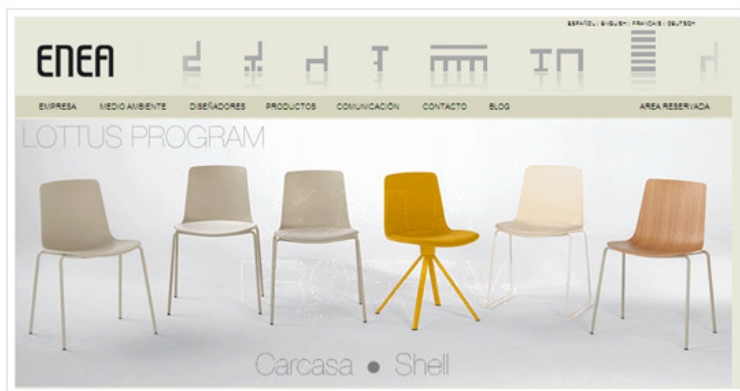 ESPAÑOL | ENGLISH | FRANÇAIS | DEUTSCH
ENEA
EMPRESA MEDIO AMBIENTE DISEÑADORES PRODUCTOS COMUNICACIÓN CONTACTO BLOG AREA RESERVADA
LOTTUS PROGRAM
PROGRAM
Carcasa ● Shell